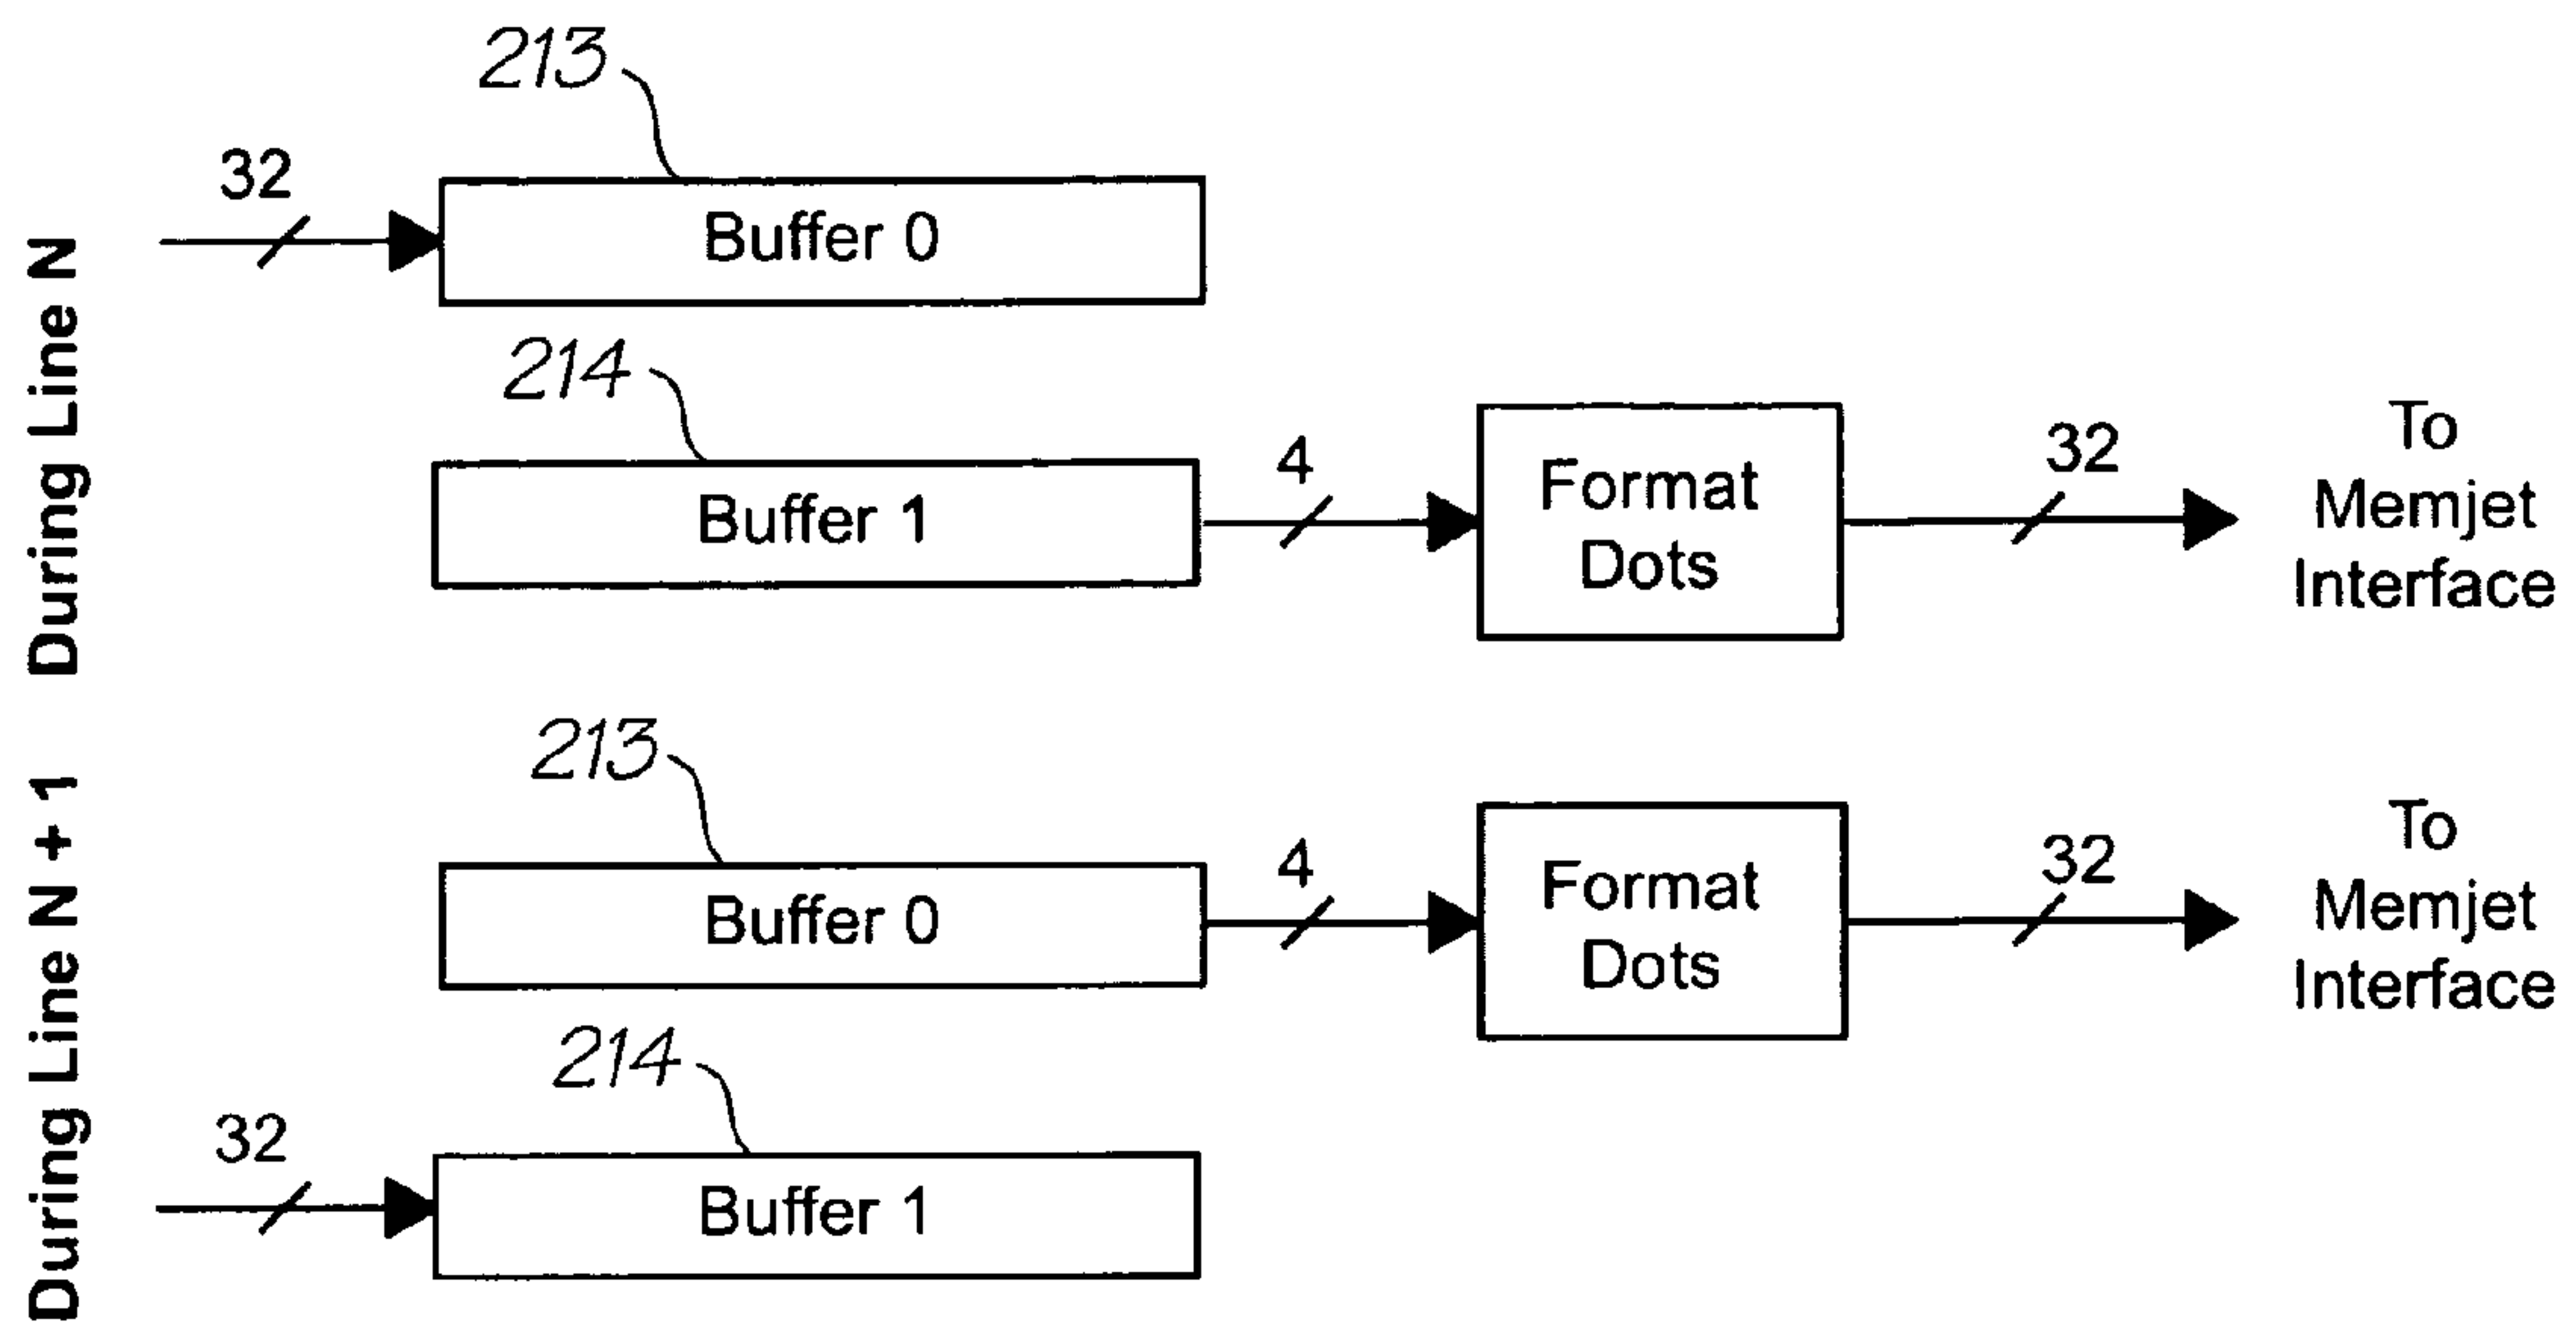 During Line N
213
32
Buffer 0
214
Buffer 1
4
Format
Dots
32
To
Memjet
Interface
During Line N + 1
213
Buffer 0
4
Format
Dots
32
To
Memjet
Interface
214
32
Buffer 1